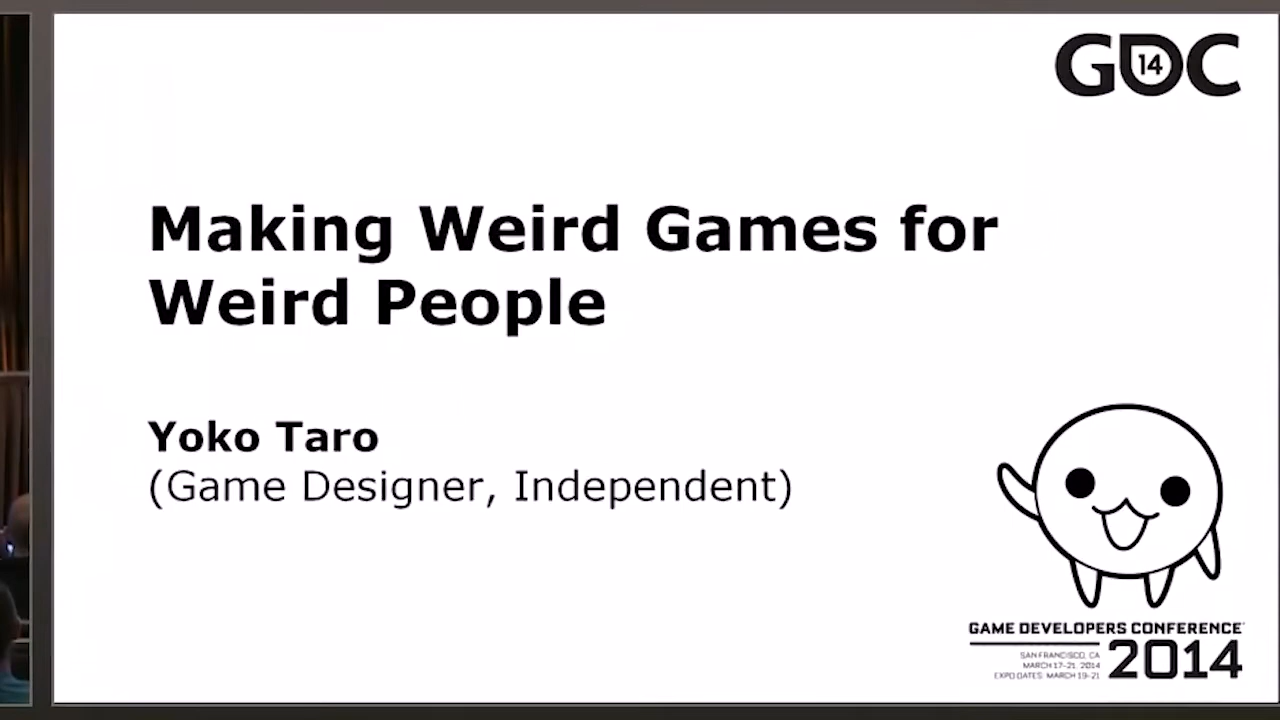 GDC 14
Making Weird Games for
Weird People
Yoko Taro
(Game Designer, Independent)
GAME DEVELOPERS CONFERENCE
SAN FRANCISCO, CA
MARCH 17-21, 2014
EXPO DATES: MARCH 19-21
2014